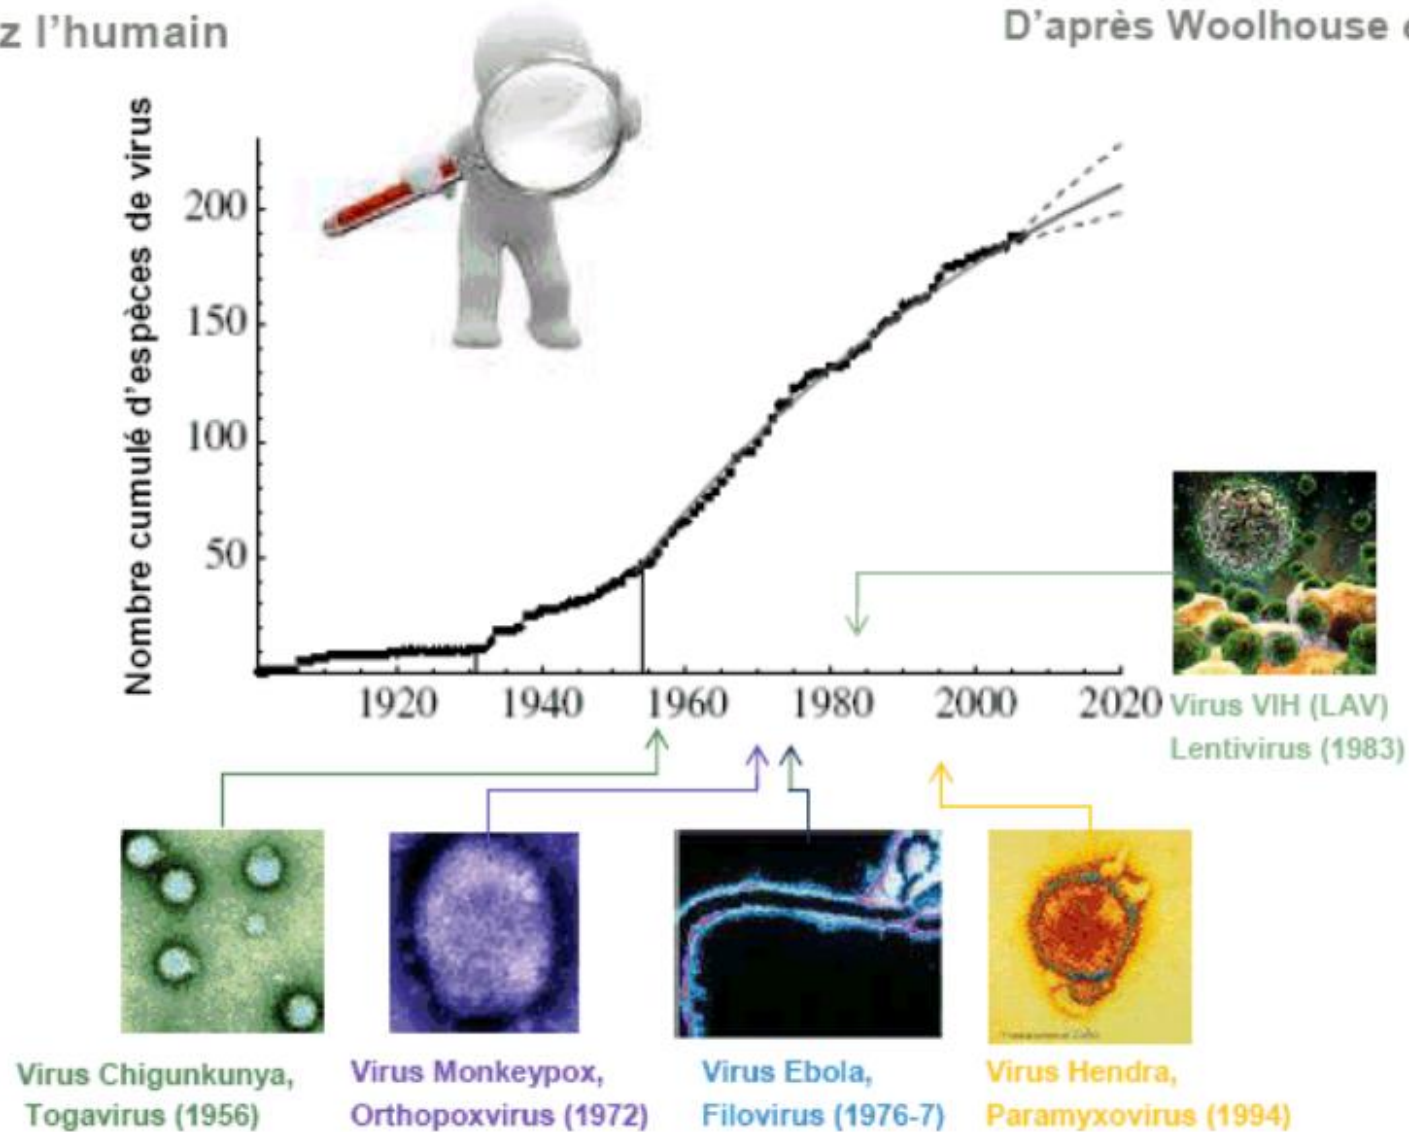 z l'humain
D'après Woolhouse
Nombre cumulé d'espèces de virus
200
150
100
50
1920 1940 1960 1980 2000 2020
Virus VIH (LAV)
Lentivirus (1983)
Virus Chigunkunya,
Togavirus (1956)
Virus Monkeypox,
Orthopoxvirus (1972)
Virus Ebola,
Filovirus (1976-7)
Virus Hendra,
Paramyxovirus (1994)